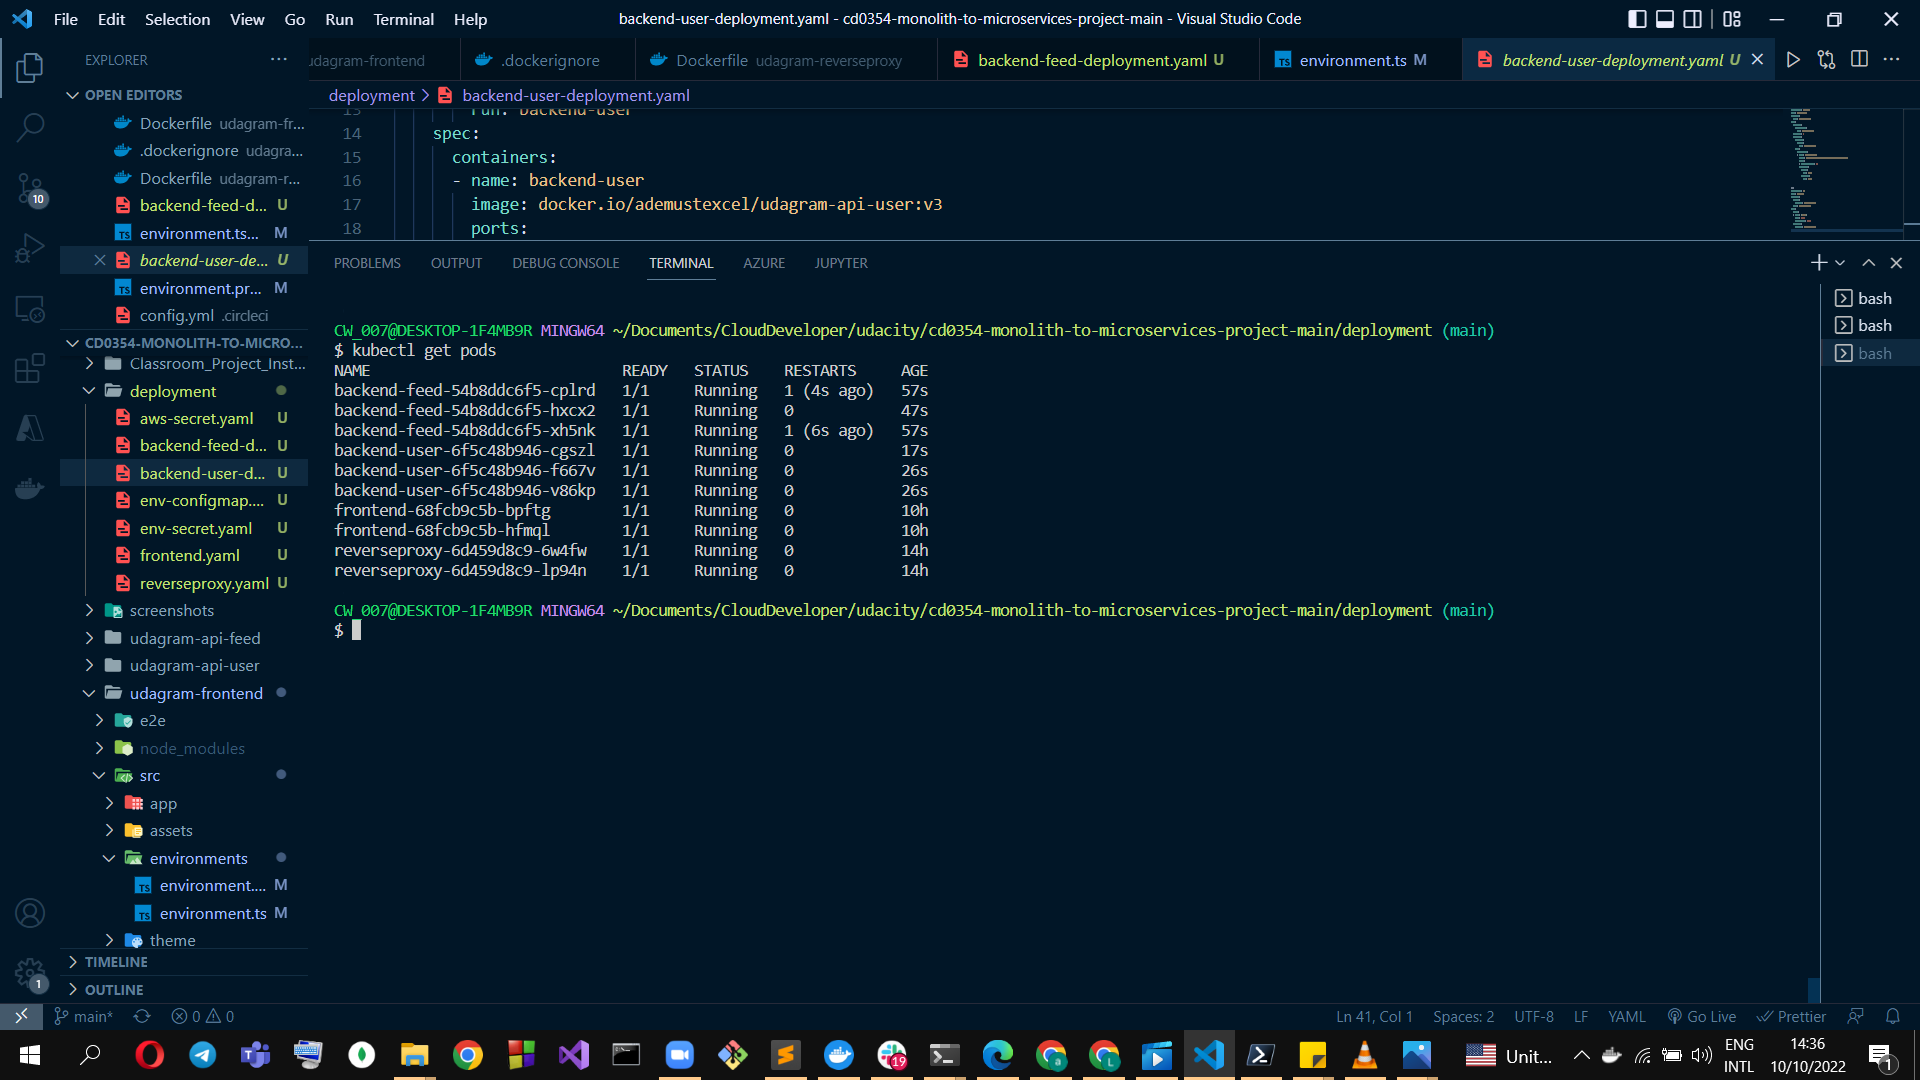 File Edit Selection View Go Run Terminal Help
backend-user-deployment.yaml - cd0354-monolith-to-microservices-project-main - Visual Studio Code
EXPLORER
udagram-frontend
.dockerignore
Dockerfile udagram-reverseproxy
backend-feed-deployment.yaml U
environment.ts M
backend-user-deployment.yaml U
OPEN EDITORS
Dockerfile udagram-fr...
.dockerignore udagra...
Dockerfile udagram-r...
backend-feed-d... U
environment.ts... M
backend-user-de... U
environment.pr... M
config.yml .circleci
CD0354-MONOLITH-TO-MICRO...
Classroom_Project_Inst...
deployment
aws-secret.yaml U
backend-feed-d... U
backend-user-d... U
env-configmap.... U
env-secret.yaml U
frontend.yaml U
reverseproxy.yaml U
screenshots
udagram-api-feed
udagram-api-user
udagram-frontend
e2e
node_modules
src
app
assets
environments
environment.... M
environment.ts M
theme
TIMELINE
OUTLINE
10
1
deployment > backend-user-deployment.yaml
13 run: backend-user
14 spec:
15 containers:
16 - name: backend-user
17 image: docker.io/ademustexcel/udagram-api-user:v3
18 ports:
PROBLEMS OUTPUT DEBUG CONSOLE TERMINAL AZURE JUPYTER
bash
bash
bash
CW_007@DESKTOP-1F4MB9R MINGW64 ~/Documents/CloudDeveloper/udacity/cd0354-monolith-to-microservices-project-main/deployment (main)
$ kubectl get pods
NAME READY STATUS RESTARTS AGE
backend-feed-54b8ddc6f5-cplrd 1/1 Running 1 (4s ago) 57s
backend-feed-54b8ddc6f5-hxcx2 1/1 Running 0 47s
backend-feed-54b8ddc6f5-xh5nk 1/1 Running 1 (6s ago) 57s
backend-user-6f5c48b946-cgszl 1/1 Running 0 17s
backend-user-6f5c48b946-f667v 1/1 Running 0 26s
backend-user-6f5c48b946-v86kp 1/1 Running 0 26s
frontend-68fcb9c5b-bpftg 1/1 Running 0 10h
frontend-68fcb9c5b-hfmql 1/1 Running 0 10h
reverseproxy-6d459d8c9-6w4fw 1/1 Running 0 14h
reverseproxy-6d459d8c9-lp94n 1/1 Running 0 14h
CW_007@DESKTOP-1F4MB9R MINGW64 ~/Documents/CloudDeveloper/udacity/cd0354-monolith-to-microservices-project-main/deployment (main)
$
main* 0 0
Ln 41, Col 1 Spaces: 2 UTF-8 LF YAML Go Live Prettier
19
Unit...
ENG
INTL
14:36
10/10/2022
1